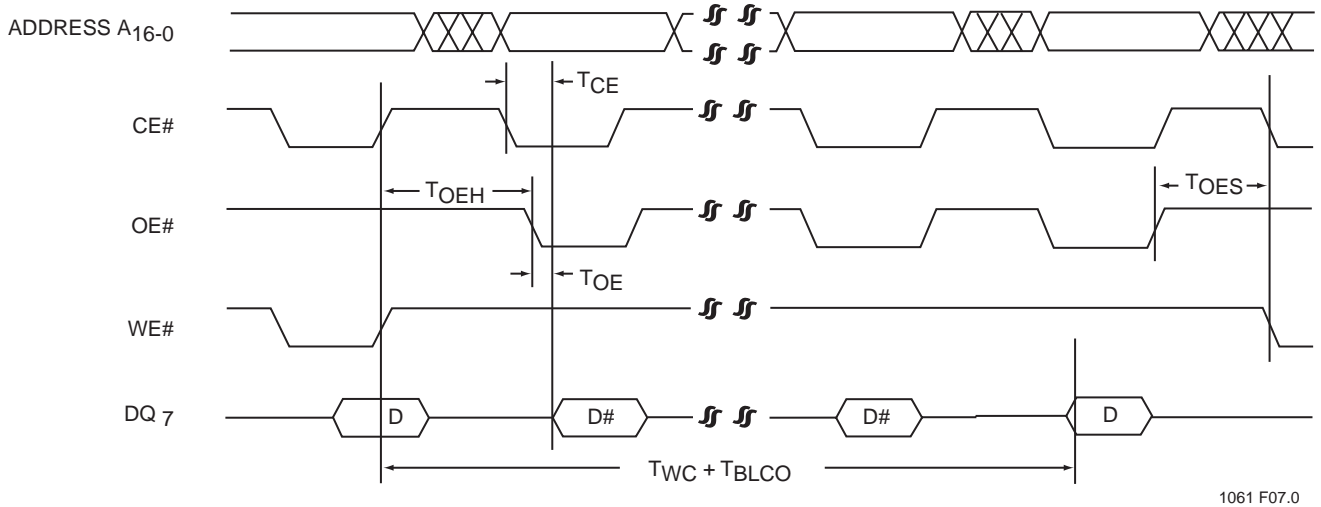 ADDRESS A16-0
TCE
CE#
TOEH
TOES
OE#
TOE
WE#
DQ 7
D
D#
D#
D
TWC + TBLCO
1061 F07.0